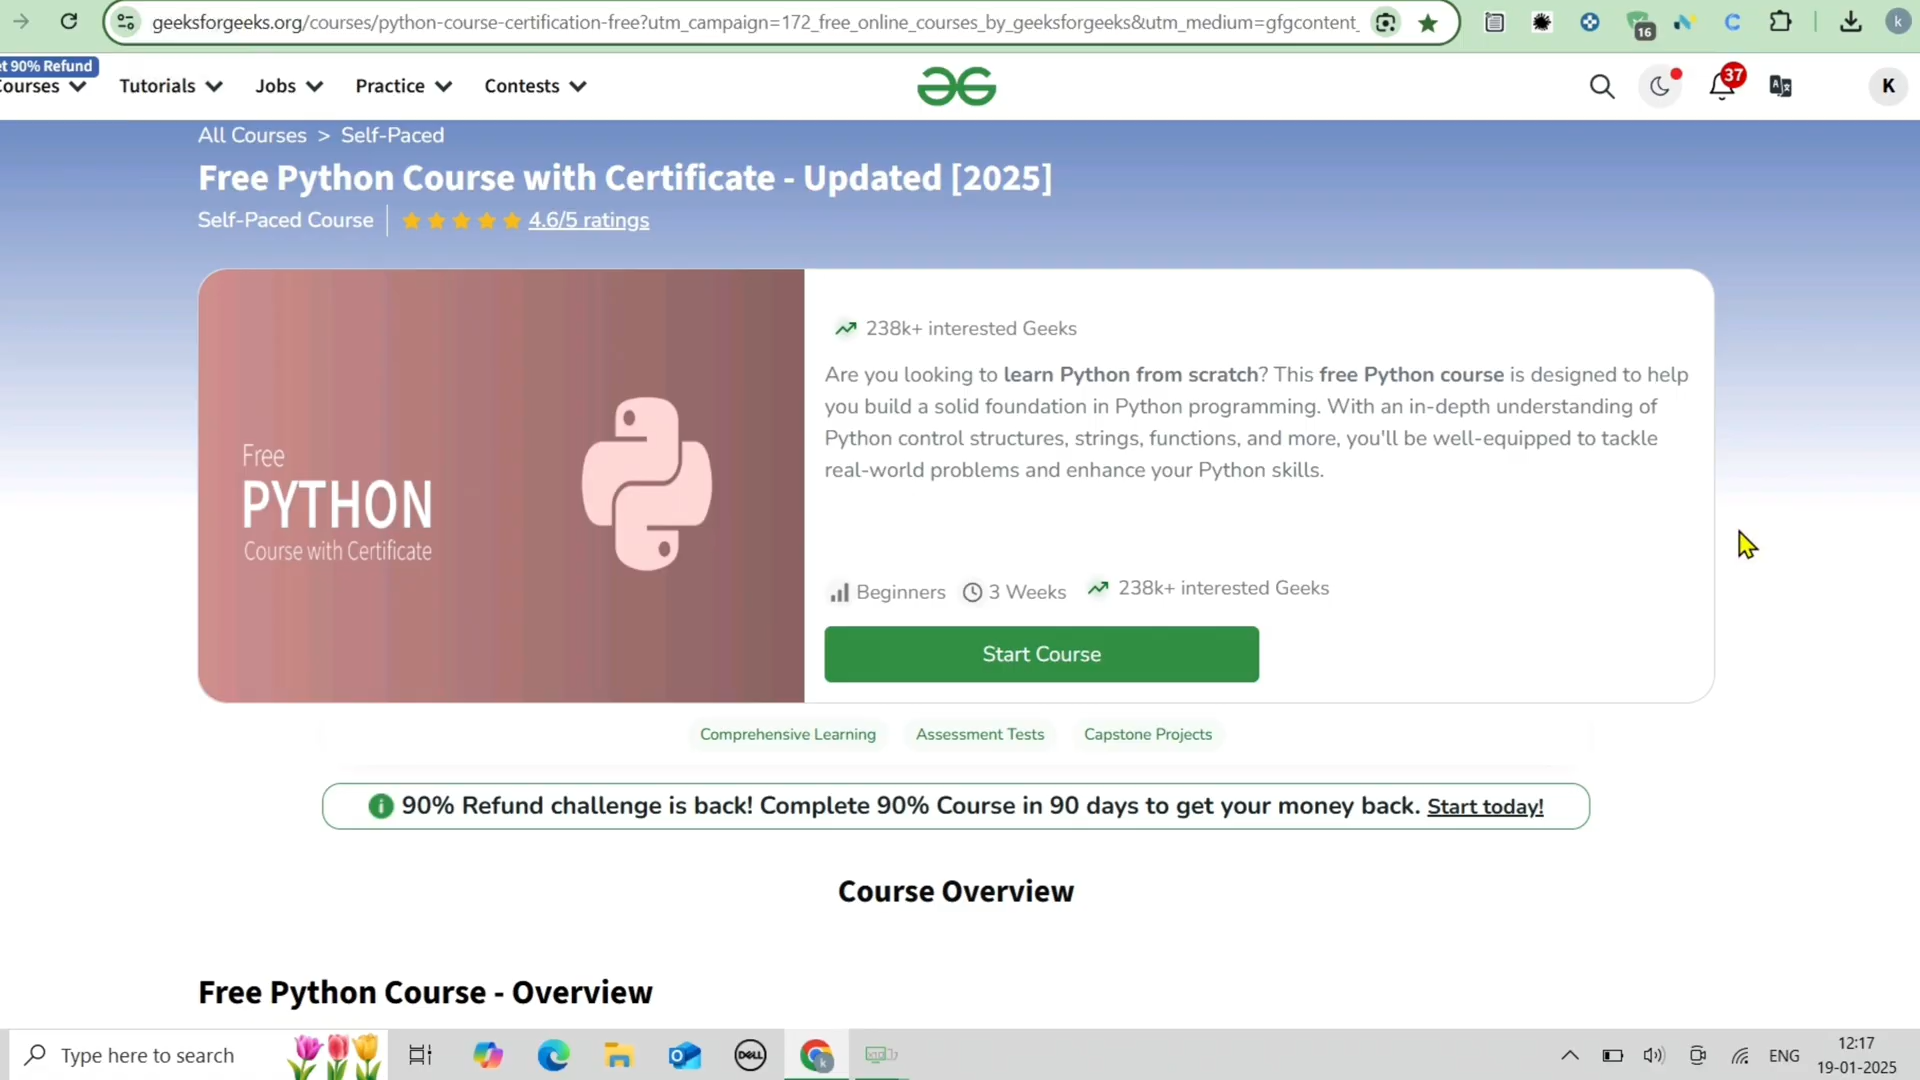 geeksforgeeks.org/courses/python-course-certification-free?utm_campaign=172_free_online_courses_by_geeksforgeeks&utm_medium=gfgcontent_
16
k
et 90% Refund
ourses Tutorials Jobs Practice Contests
37
K
All Courses > Self-Paced
Free Python Course with Certificate - Updated [2025]
Self-Paced Course 4.6/5 ratings
238k+ interested Geeks
Are you looking to learn Python from scratch? This free Python course is designed to help
you build a solid foundation in Python programming. With an in-depth understanding of
Python control structures, strings, functions, and more, you'll be well-equipped to tackle
real-world problems and enhance your Python skills.
Free
PYTHON
Course with Certificate
Beginners 3 Weeks 238k+ interested Geeks
Start Course
Comprehensive Learning Assessment Tests Capstone Projects
90% Refund challenge is back! Complete 90% Course in 90 days to get your money back. Start today!
Course Overview
Free Python Course - Overview
Type here to search
DELL
ENG
12:17
19-01-2025